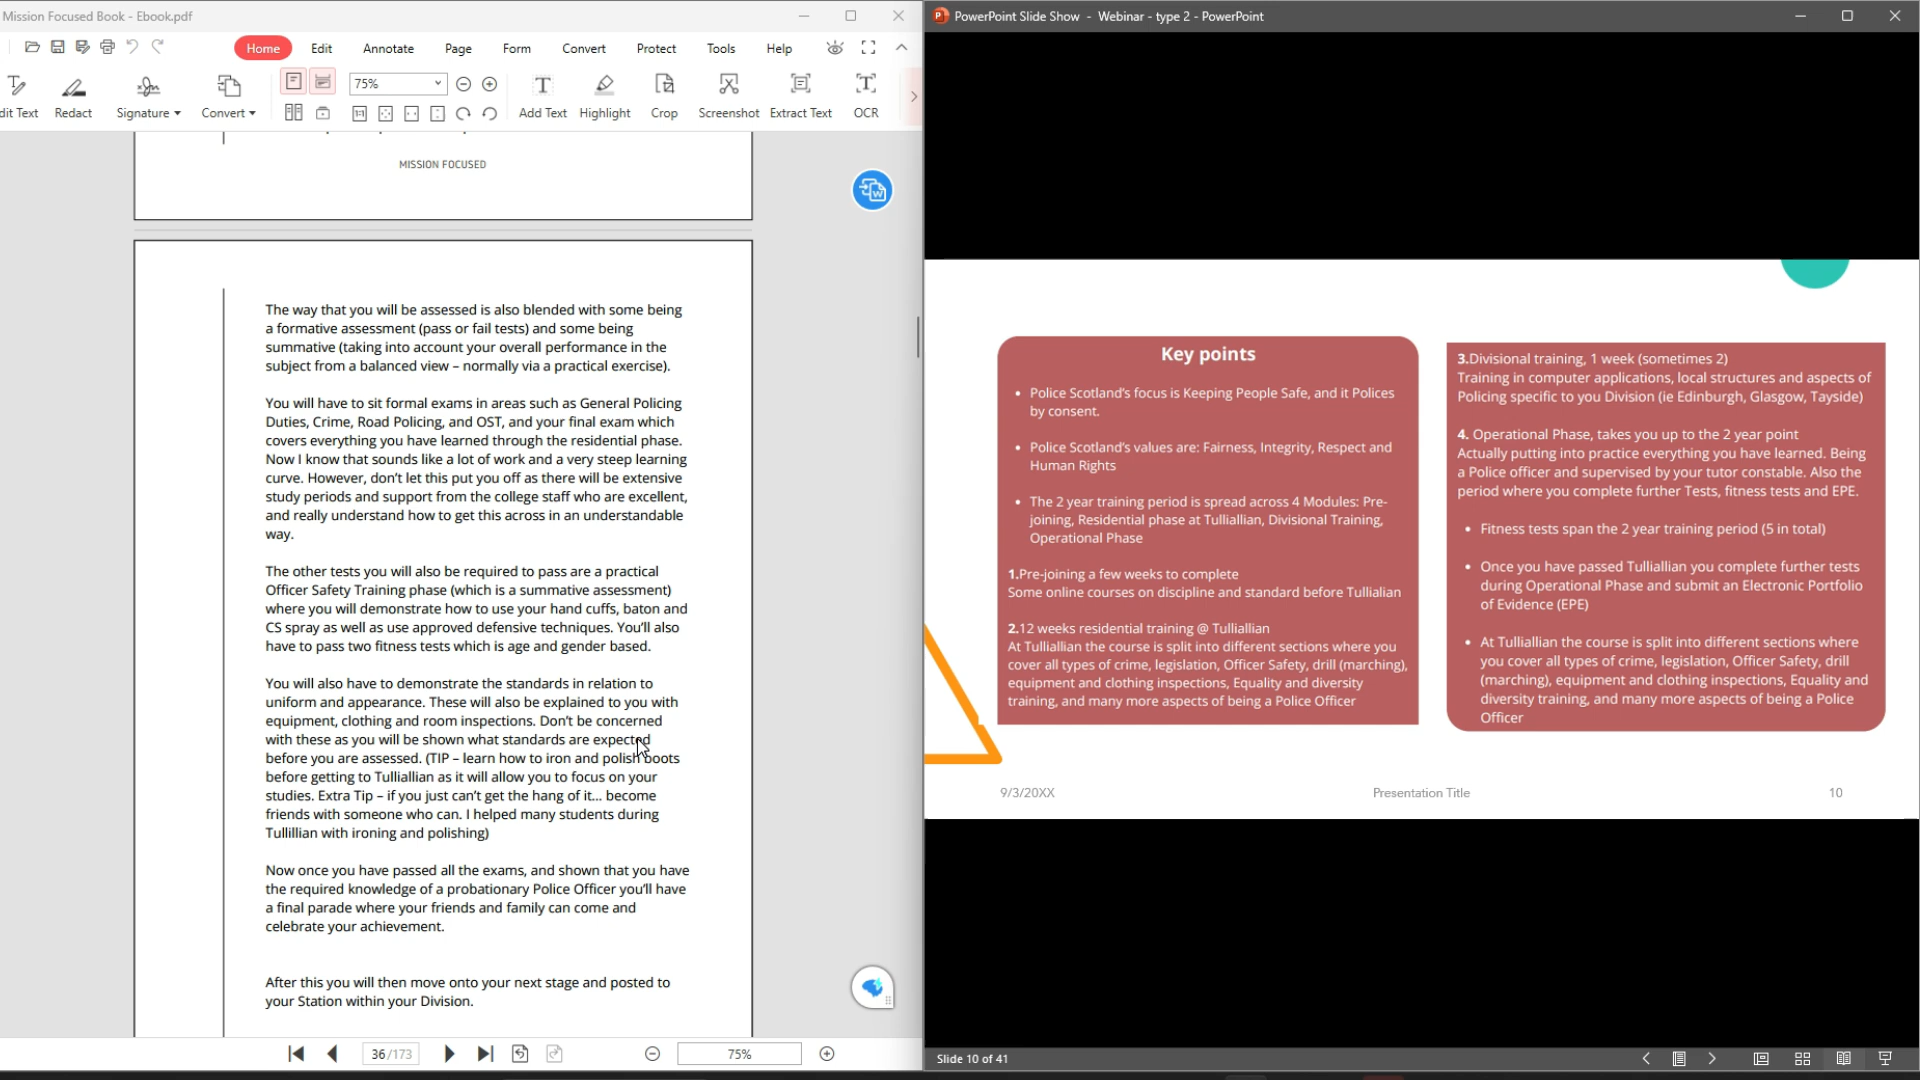 Mission Focused Book - Ebook.pdf
Home Edit Annotate Page Form Convert Protect Tools Help
75%
dit Text Redact Signature Convert Add Text Highlight Crop Screenshot Extract Text OCR
MISSION FOCUSED
The way that you will be assessed is also blended with some being
a formative assessment (pass or fail tests) and some being
summative (taking into account your overall performance in the
subject from a balanced view – normally via a practical exercise).
You will have to sit formal exams in areas such as General Policing
Duties, Crime, Road Policing, and OST, and your final exam which
covers everything you have learned through the residential phase.
Now I know that sounds like a lot of work and a very steep learning
curve. However, don't let this put you off as there will be extensive
study periods and support from the college staff who are excellent,
and really understand how to get this across in an understandable
way.
The other tests you will also be required to pass are a practical
Officer Safety Training phase (which is a summative assessment)
where you will demonstrate how to use your hand cuffs, baton and
CS spray as well as use approved defensive techniques. You'll also
have to pass two fitness tests which is age and gender based.
You will also have to demonstrate the standards in relation to
uniform and appearance. These will also be explained to you with
equipment, clothing and room inspections. Don't be concerned
with these as you will be shown what standards are expected
before you are assessed. (TIP – learn how to iron and polish boots
before getting to Tulliallian as it will allow you to focus on your
studies. Extra Tip – if you just can't get the hang of it... become
friends with someone who can. I helped many students during
Tullillian with ironing and polishing)
Now once you have passed all the exams, and shown that you have
the required knowledge of a probationary Police Officer you'll have
a final parade where your friends and family can come and
celebrate your achievement.
After this you will then move onto your next stage and posted to
your Station within your Division.
36/173
75%
PowerPoint Slide Show - Webinar - type 2 - PowerPoint
Key points
• Police Scotland's focus is Keeping People Safe, and it Polices
by consent.
• Police Scotland's values are: Fairness, Integrity, Respect and
Human Rights
• The 2 year training period is spread across 4 Modules: Pre-
joining, Residential phase at Tulliallian, Divisional Training,
Operational Phase
1.Pre-joining a few weeks to complete
Some online courses on discipline and standard before Tullialian
2.12 weeks residential training @ Tulliallian
At Tulliallian the course is split into different sections where you
cover all types of crime, legislation, Officer Safety, drill (marching),
equipment and clothing inspections, Equality and diversity
training, and many more aspects of being a Police Officer
3.Divisional training, 1 week (sometimes 2)
Training in computer applications, local structures and aspects of
Policing specific to you Division (ie Edinburgh, Glasgow, Tayside)
4. Operational Phase, takes you up to the 2 year point
Actually putting into practice everything you have learned. Being
a Police officer and supervised by your tutor constable. Also the
period where you complete further Tests, fitness tests and EPE.
• Fitness tests span the 2 year training period (5 in total)
• Once you have passed Tulliallian you complete further tests
during Operational Phase and submit an Electronic Portfolio
of Evidence (EPE)
• At Tulliallian the course is split into different sections where
you cover all types of crime, legislation, Officer Safety, drill
(marching), equipment and clothing inspections, Equality and
diversity training, and many more aspects of being a Police
Officer
9/3/20XX Presentation Title 10
Slide 10 of 41